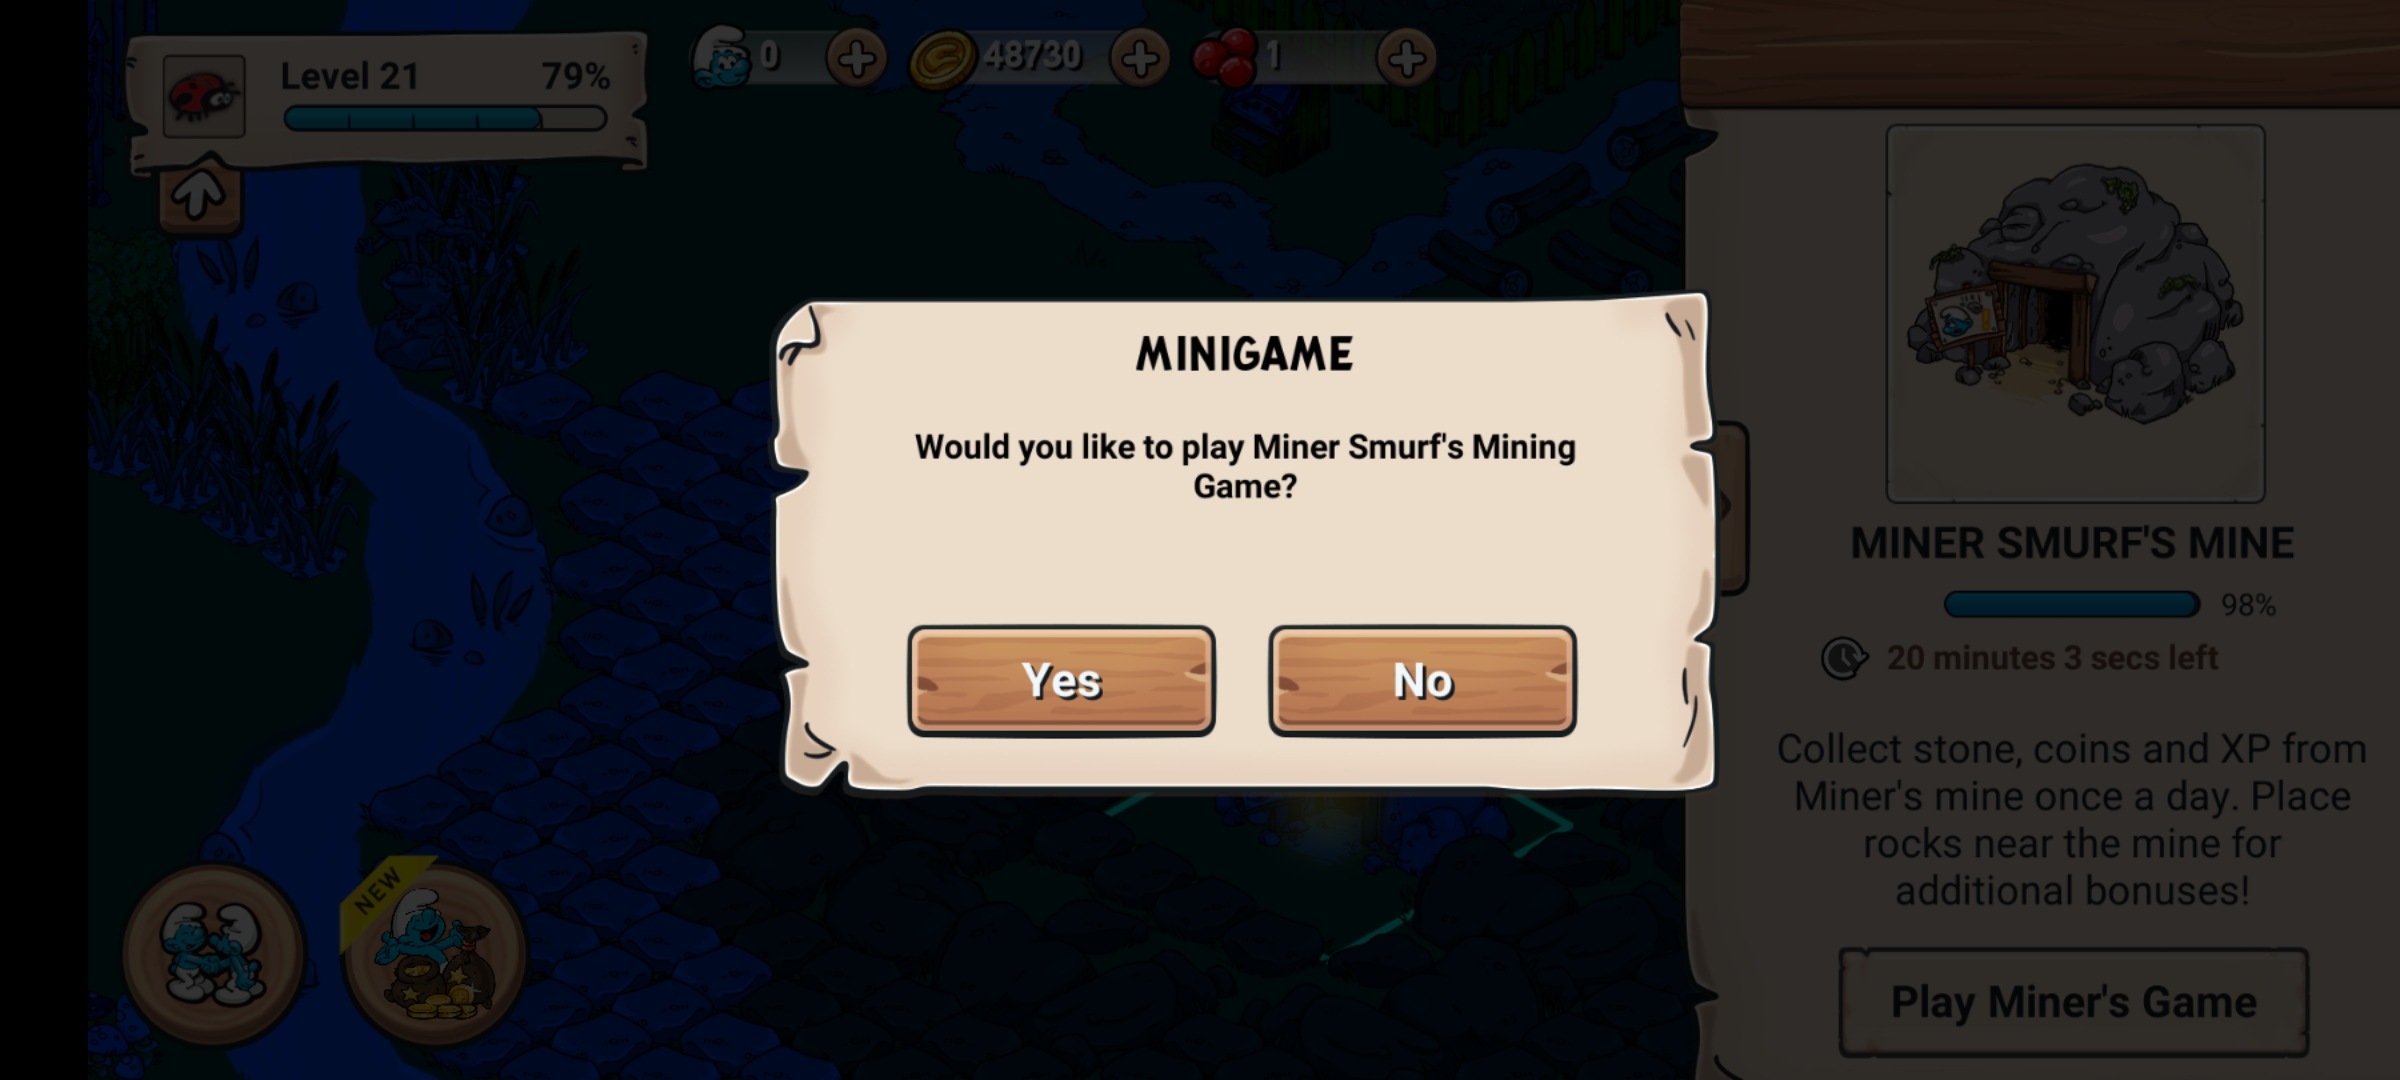 Level 21
79%
0
48730
1
MINIGAME
Would you like to play Miner Smurf's Mining
Game?
Yes
No
MINER SMURF'S MINE
98%
20 minutes 3 secs left
Collect stone, coins and XP from
Miner's mine once a day. Place
rocks near the mine for
additional bonuses!
Play Miner's Game
NEW